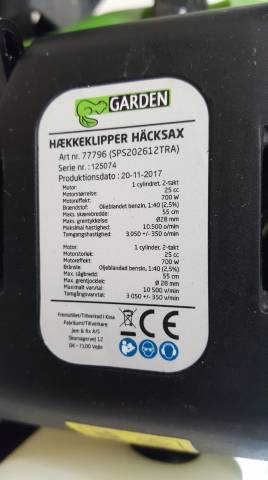 GARDEN
HÆKKEKLIPPER HÄCKSAX
Art nr. 77796 (SPS202612TRA)
Serie nr. : 125074
Produktionsdato : 20-11-2017
Motor: 1 cylindret, 2-takt
Motorstørrelse: 25 cc
Motoreffekt: 700 W
Brændstof: Olieblandet benzin, 1:40 (2,5%)
Maks. skærebredde: 55 cm
Maks. grentykkelse Ø28 mm
Maksimal hastighed: 10.500 o/min
Tomgangshastighed: 3.050 +/- 350 o/min)
Motor: 1 cylindret, 2-takt
Motorstorlek: 25 cc
Motoreffekt: 700 W
Bränsle: Oljeblandad bensin, 1:40 (2,5%)
Max. sågbredd: 55 cm
Max. grentjocklek: Ø 28 mm
Maximalt varvtal: 10 500 v/min
Tomgångsvarvtal: 3 050 +/- 350 v/min)
Fremstillet/Tillverkad i Kina
Fabrikant/Tillverkare
jem & fix A/S
Skomagervej 12
DK - 7100 Vejle
CE